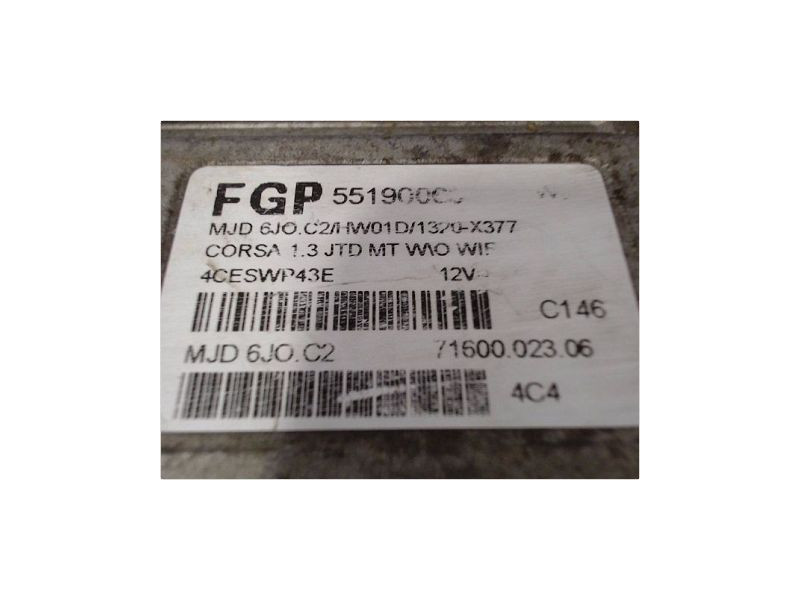 FGP
MJD 6JO.C2/HW01D/1320-X377
CORSA 1.3 JTD MT W\O WIF
4CESWP43E 12V
C146
MJD 6JO.C2 71600.023.06
4C4